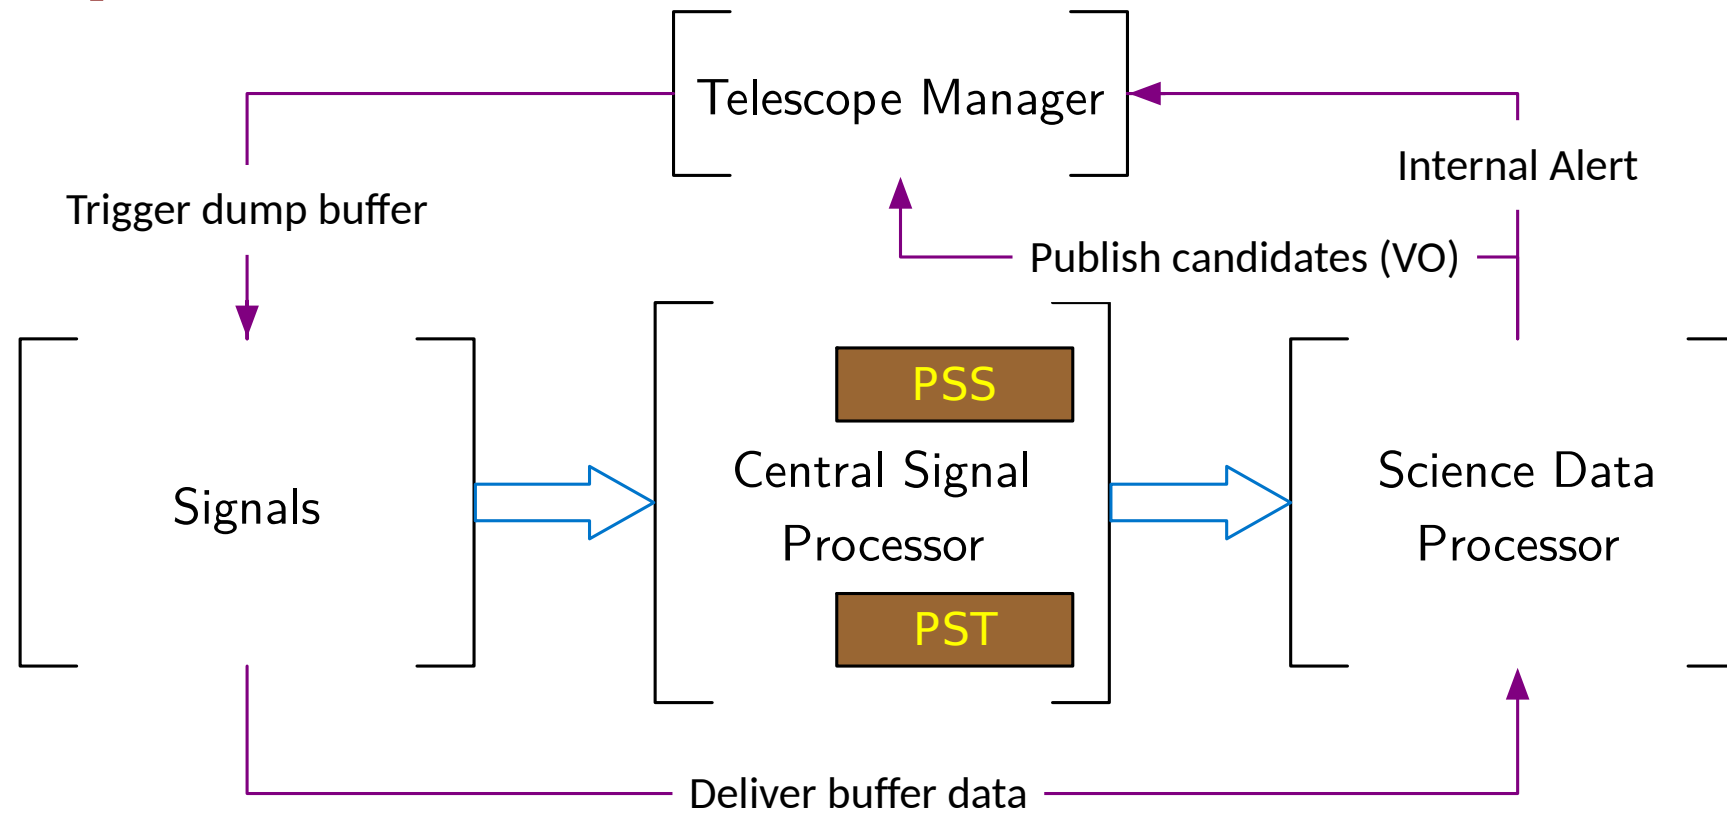 Telescope Manager
Internal Alert
Trigger dump buffer
Publish candidates (VO)
PSS
Central Signal
Processor
PST
Signals
Science Data
Processor
Deliver buffer data